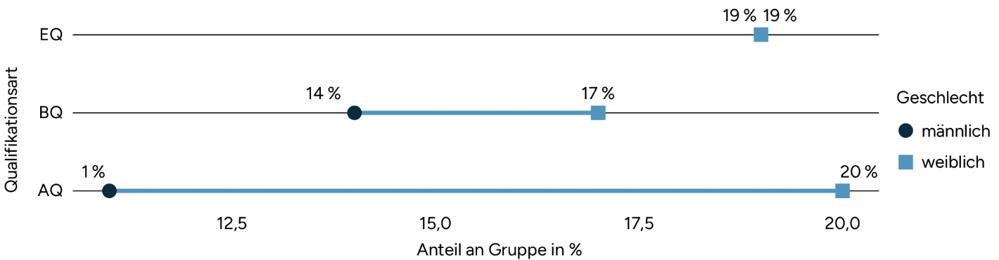 19 % 19 %
EQ
14 % 17 %
BQ
1 % 20 %
AQ
12,5 15,0 17,5 20,0
Anteil an Gruppe in %
Qualifikationsart
Geschlecht
männlich
weiblich